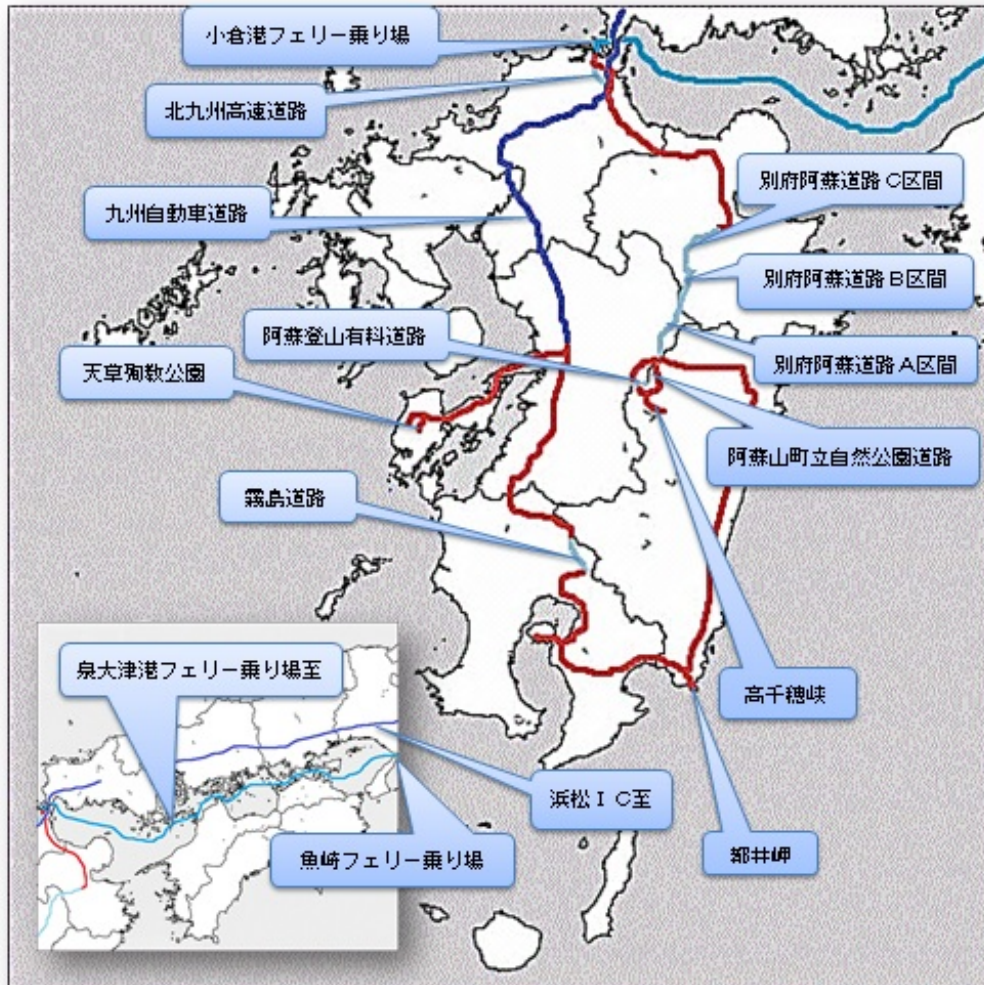 小倉港フェリー乗り場
北九州高速道路
別府阿蘇道路C区間
九州自動車道路
別府阿蘇道路B区間
阿蘇登山有料道路
別府阿蘇道路A区間
天草殉教公園
阿蘇山町立自然公園道路
霧島道路
泉大津港フェリー乗り場至
高千穂峡
浜松IC至
魚崎フェリー乗り場
都井岬